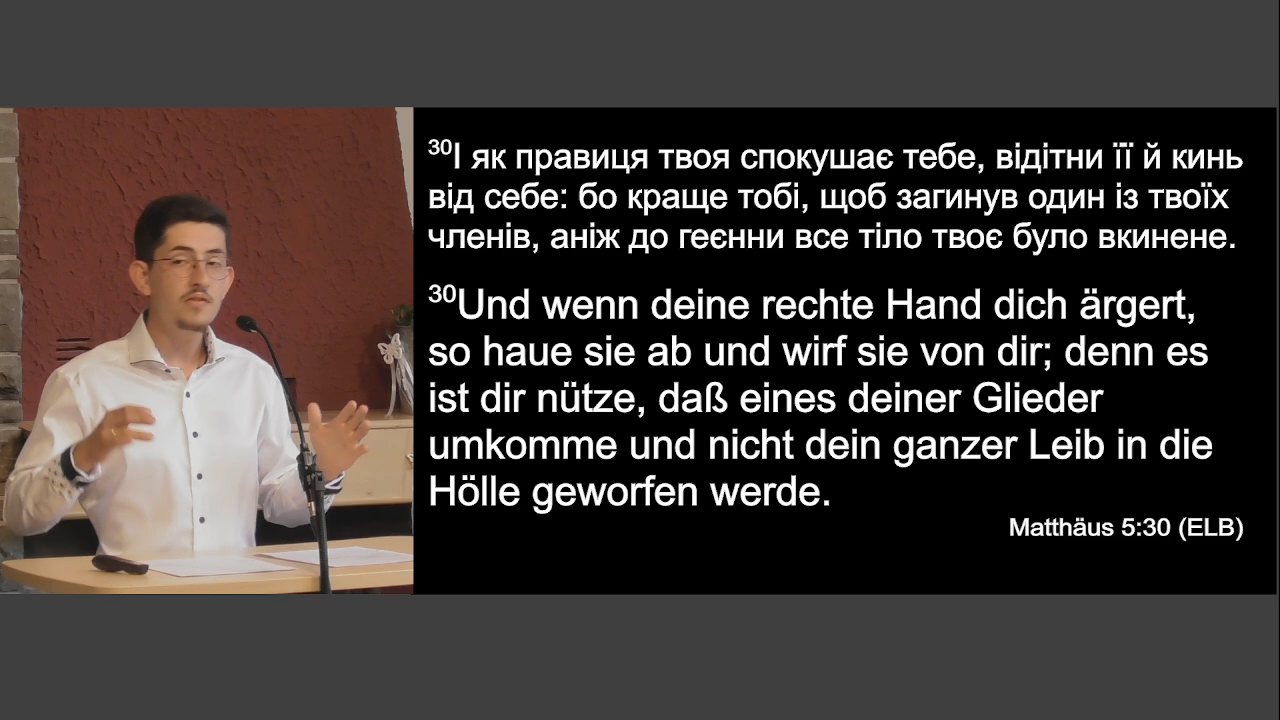 ³⁰І як правиця твоя спокушає тебе, відітни її й кинь
від себе: бо краще тобі, щоб загинув один із твоїх
членів, аніж до геєнни все тіло твоє було вкинене.
³⁰Und wenn deine rechte Hand dich ärgert,
so haue sie ab und wirf sie von dir; denn es
ist dir nütze, daß eines deiner Glieder
umkomme und nicht dein ganzer Leib in die
Hölle geworfen werde.
Matthäus 5:30 (ELB)